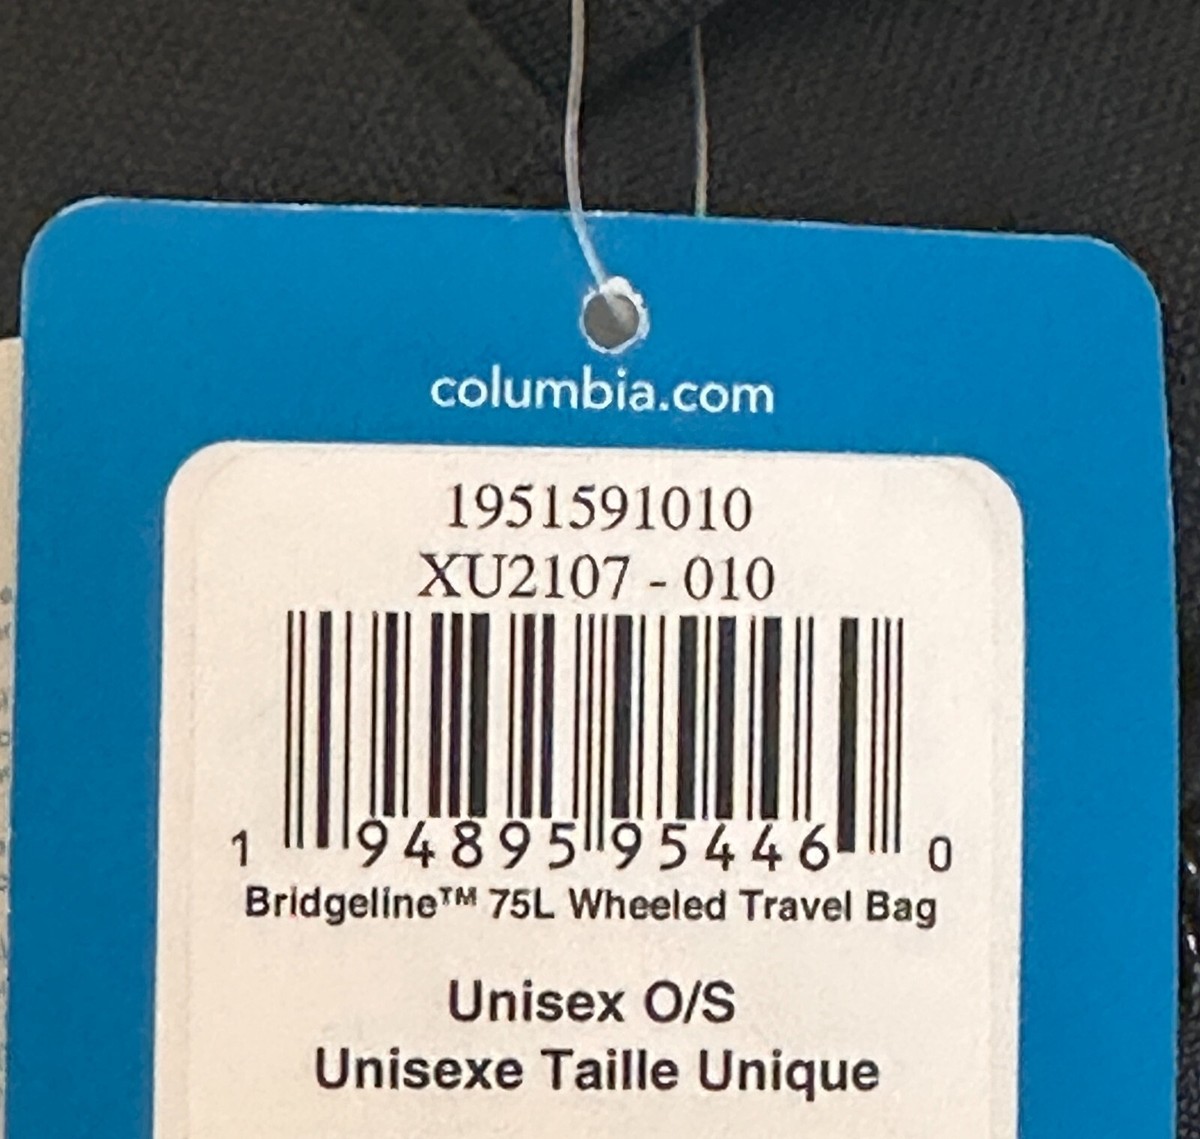 columbia.com
1951591010
XU2107 - 010
1 94895 95446 0
Bridgeline™ 75L Wheeled Travel Bag
Unisex O/S
Unisexe Taille Unique